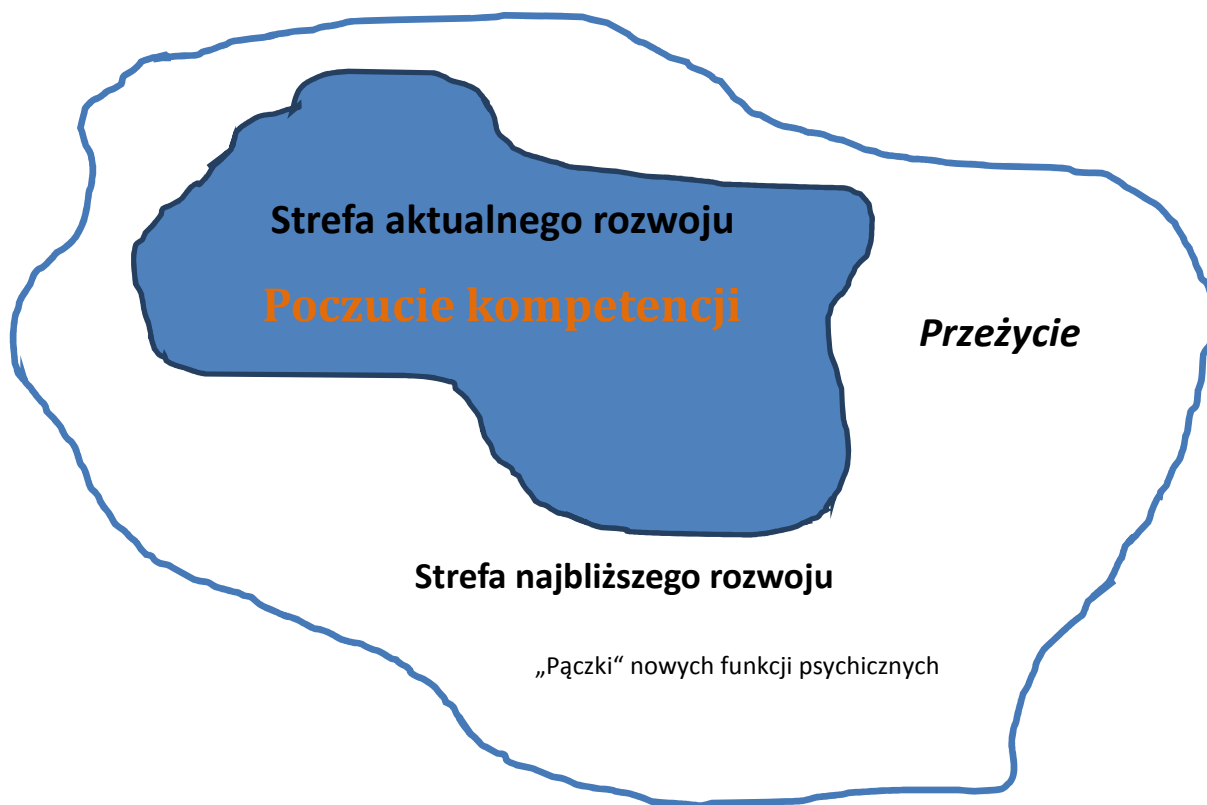 Strefa aktualnego rozwoju
Poczucie kompetencji
Przeżycie
Strefa najbliższego rozwoju
„Pączki“ nowych funkcji psychicznych